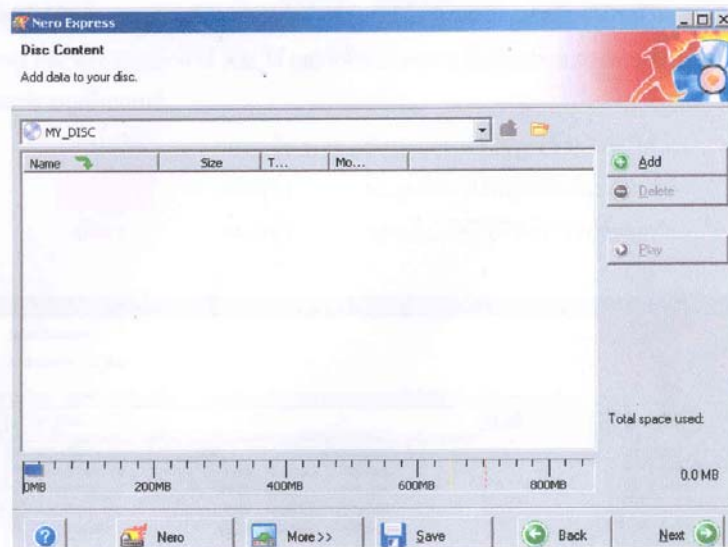 Nero Express
Disc Content
Add data to your disc.
MY_DISC
Name Size T... Mo...
Add
Delete
Play
Total space used:
0MB 200MB 400MB 600MB 800MB 0.0 MB
Nero More >> Save Back Next